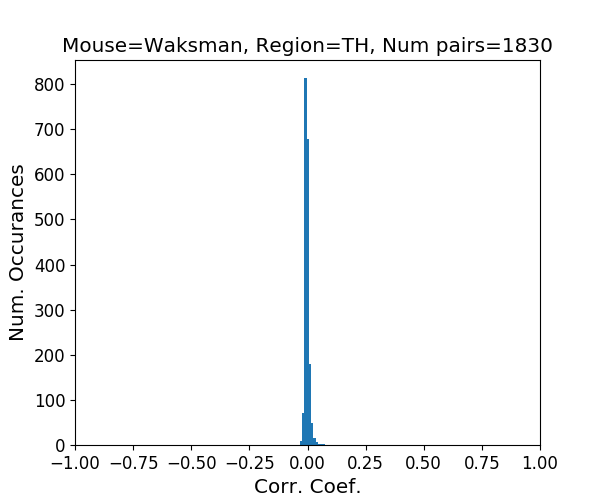 Mouse=Waksman, Region=TH, Num pairs=1830
800
700
600
500
400
300
200
100
0
Num. Occurances
−1.00 −0.75 −0.50 −0.25 0.00 0.25 0.50 0.75 1.00
Corr. Coef.